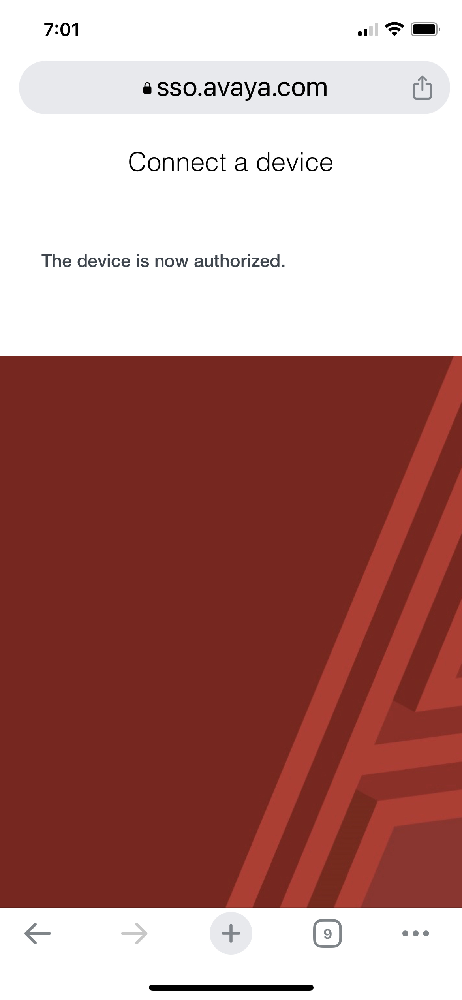 7:01
sso.avaya.com
Connect a device
The device is now authorized.
9